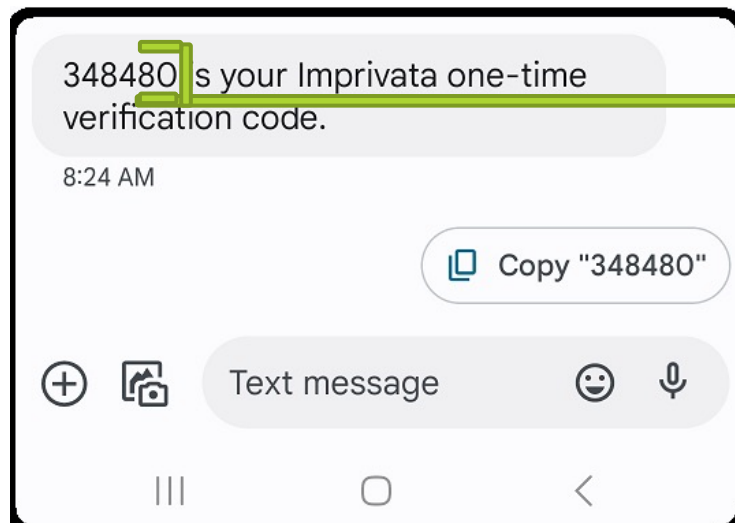 348480 is your Imprivata one-time
verification code.
8:24 AM
Copy "348480"
Text message